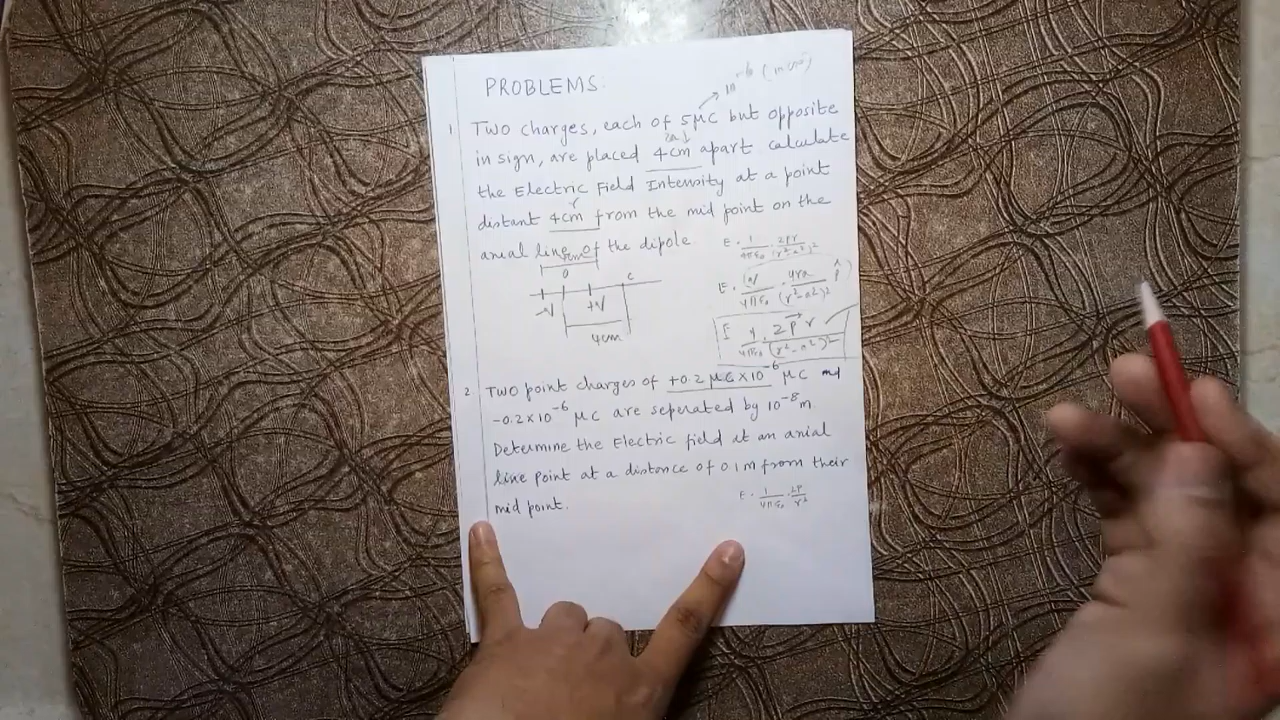 PROBLEMS:
10⁻⁶ (micro)
1 Two charges, each of 5μC but opposite
2a
in sign, are placed 4cm apart calculate
the Electric Field Intensity at a point
r
distant 4cm from the mid point on the
axial line of the dipole
E = 1/4πε₀ · 2pr/(r²-a²)²
O C
-q +q
4cm
4πε₀ 4ra/(r²-a²)² p̂
4πε₀ 2p⃗r/(r²-a²)²
2 Two point charges of +0.2 μC×10⁻⁶ μC and
-0.2×10⁻⁶ μC are seperated by 10⁻⁸m
Determine the Electric field at an axial
line point at a distance of 0.1m from their
mid point.
E = 1/4πε₀ · 2p/r²